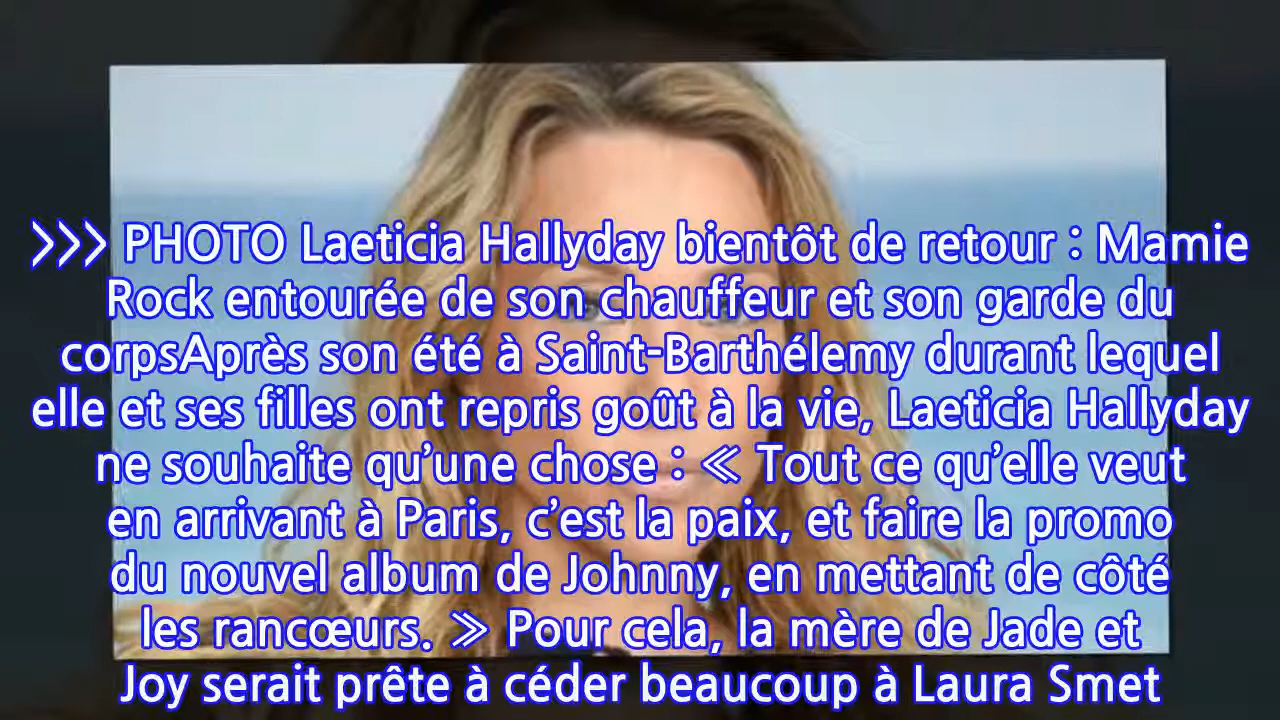 >>> PHOTO Laeticia Hallyday bientôt de retour : Mamie
Rock entourée de son chauffeur et son garde du
corpsAprès son été à Saint-Barthélemy durant lequel
elle et ses filles ont repris goût à la vie, Laeticia Hallyday
ne souhaite qu’une chose : « Tout ce qu’elle veut
en arrivant à Paris, c’est la paix, et faire la promo
du nouvel album de Johnny, en mettant de côté
les rancœurs. » Pour cela, la mère de Jade et
Joy serait prête à céder beaucoup à Laura Smet